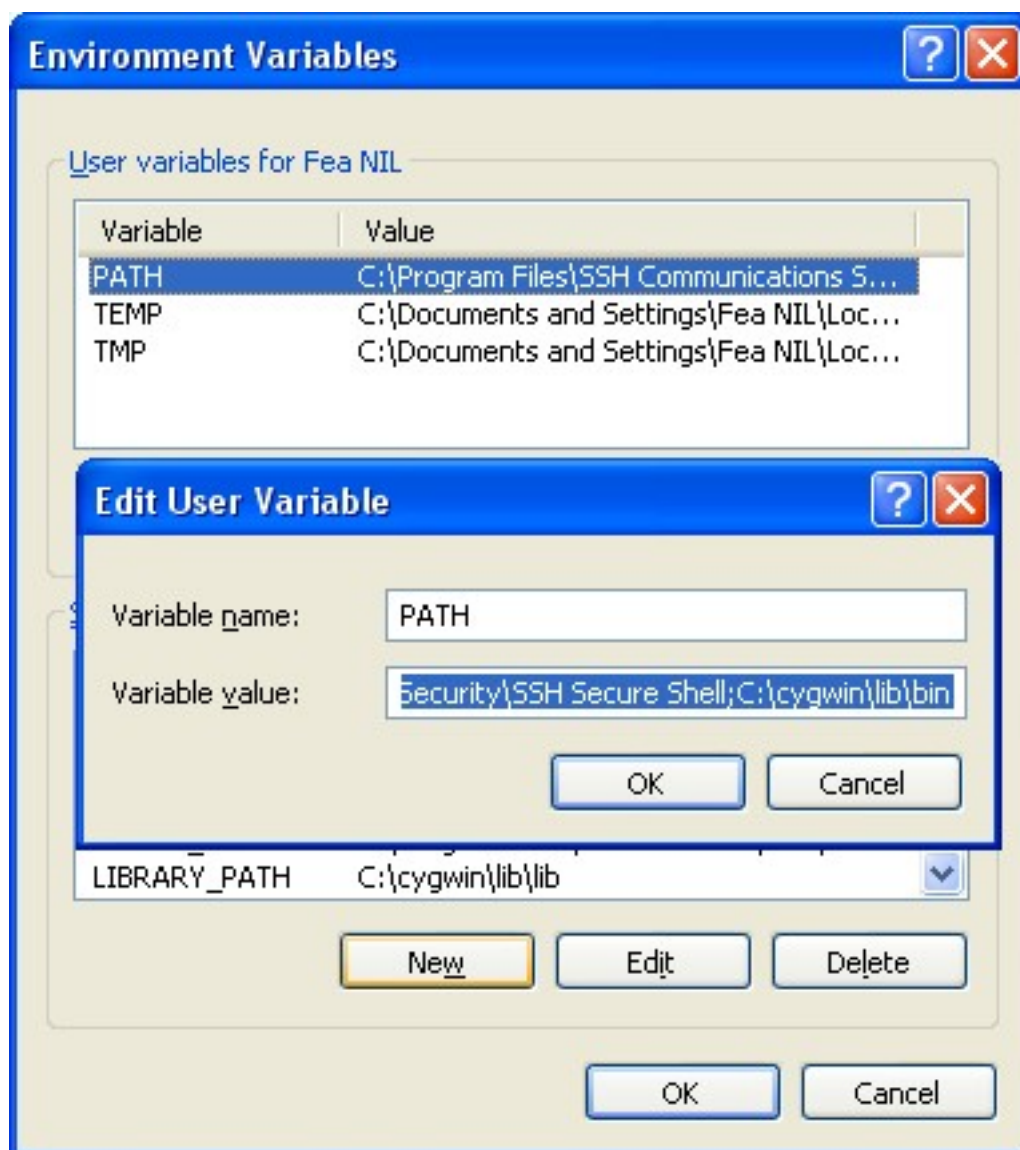 Environment Variables
User variables for Fea NIL
Variable Value
PATH C:\Program Files\SSH Communications S...
TEMP C:\Documents and Settings\Fea NIL\Loc...
TMP C:\Documents and Settings\Fea NIL\Loc...
Edit User Variable
Variable name: PATH
Variable value: Security\SSH Secure Shell;C:\cygwin\lib\bin
OK Cancel
LIBRARY_PATH C:\cygwin\lib\lib
New Edit Delete
OK Cancel